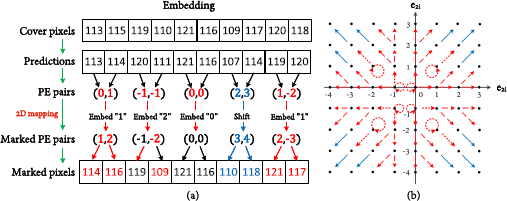 Embedding
Cover pixels 113 115 119 110 121 116 109 117 120 118
Predictions 113 114 120 111 121 116 107 114 119 120
PE pairs (0,1) (-1,-1) (0,0) (2,3) (1,-2)
2D mapping Embed "1" Embed "2" Embed "0" Shift Embed "1"
Marked PE pairs (1,2) (-1,-2) (0,0) (3,4) (2,-3)
Marked pixels 114 116 119 109 121 116 110 118 121 117
(a)
e2i
4
3
2
1
0
-1
-2
-3
-4
-3 -2 -1 0 1 2 3
e2i
(b)